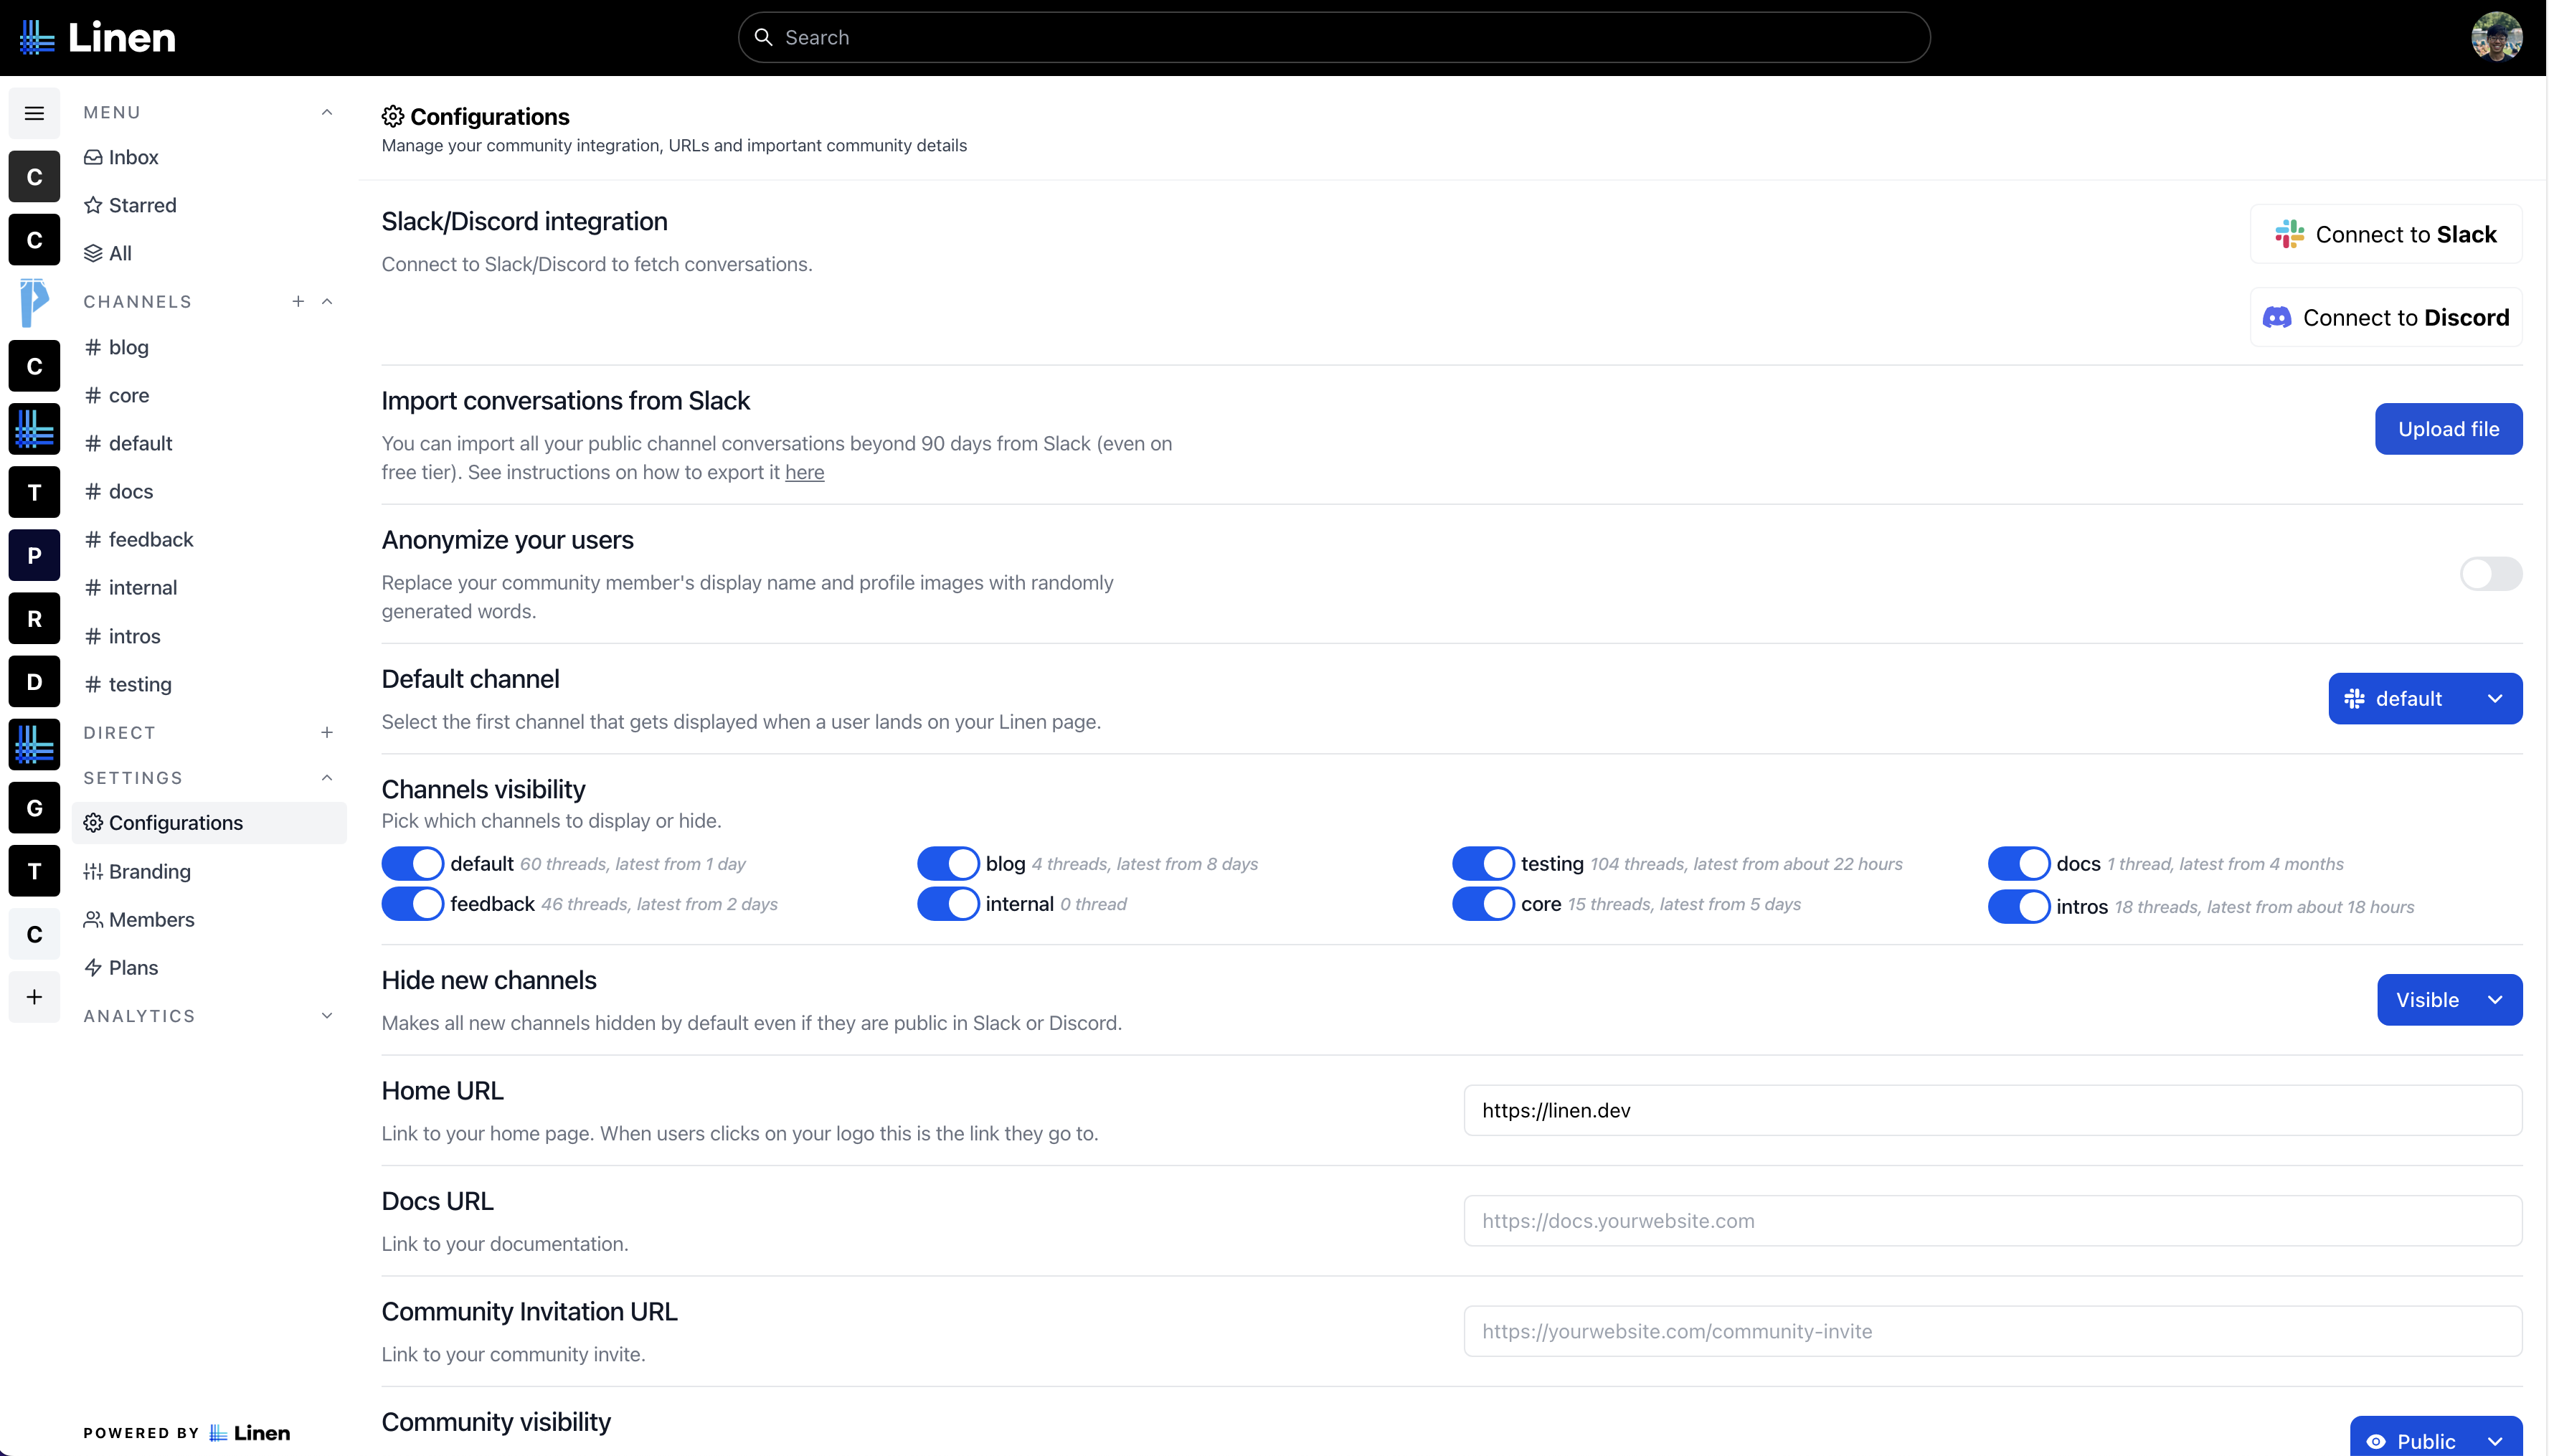 Linen
Search
MENU
Inbox
Starred
All
CHANNELS
# blog
# core
# default
# docs
# feedback
# internal
# intros
# testing
DIRECT
SETTINGS
Configurations
Branding
Members
Plans
ANALYTICS
POWERED BY Linen
C
C
C
T
P
R
D
G
T
C
Configurations
Manage your community integration, URLs and important community details
Slack/Discord integration
Connect to Slack/Discord to fetch conversations.
Connect to Slack
Connect to Discord
Import conversations from Slack
You can import all your public channel conversations beyond 90 days from Slack (even on
free tier). See instructions on how to export it here
Upload file
Anonymize your users
Replace your community member's display name and profile images with randomly
generated words.
Default channel
Select the first channel that gets displayed when a user lands on your Linen page.
default
Channels visibility
Pick which channels to display or hide.
default 60 threads, latest from 1 day
blog 4 threads, latest from 8 days
testing 104 threads, latest from about 22 hours
docs 1 thread, latest from 4 months
feedback 46 threads, latest from 2 days
internal 0 thread
core 15 threads, latest from 5 days
intros 18 threads, latest from about 18 hours
Hide new channels
Makes all new channels hidden by default even if they are public in Slack or Discord.
Visible
Home URL
Link to your home page. When users clicks on your logo this is the link they go to.
https://linen.dev
Docs URL
Link to your documentation.
https://docs.yourwebsite.com
Community Invitation URL
Link to your community invite.
https://yourwebsite.com/community-invite
Community visibility
Public